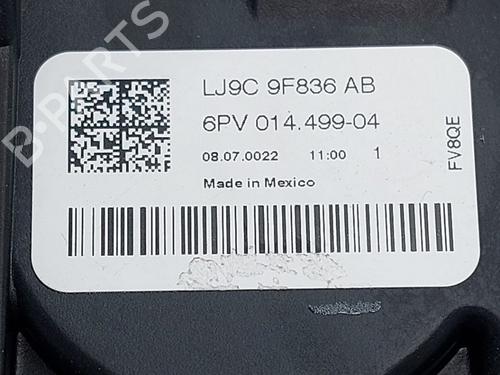 LJ9C 9F836 AB
6PV 014.499-04
08.07.0022 11:00 1
Made in Mexico
FV8QE
B-PARTS